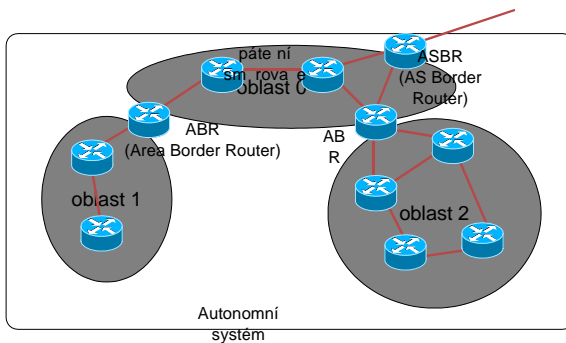 páte ní
sm rova e
oblast 0
ASBR
(AS Border
Router)
ABR
(Area Border Router)
AB
R
oblast 1
oblast 2
Autonomní
systém